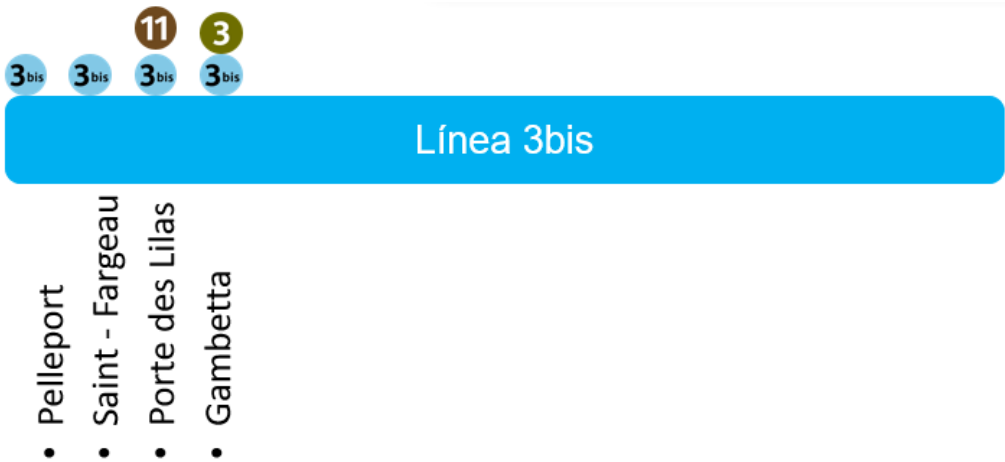 11 3
3bis 3bis 3bis 3bis
Línea 3bis
• Pelleport
• Saint - Fargeau
• Porte des Lilas
• Gambetta